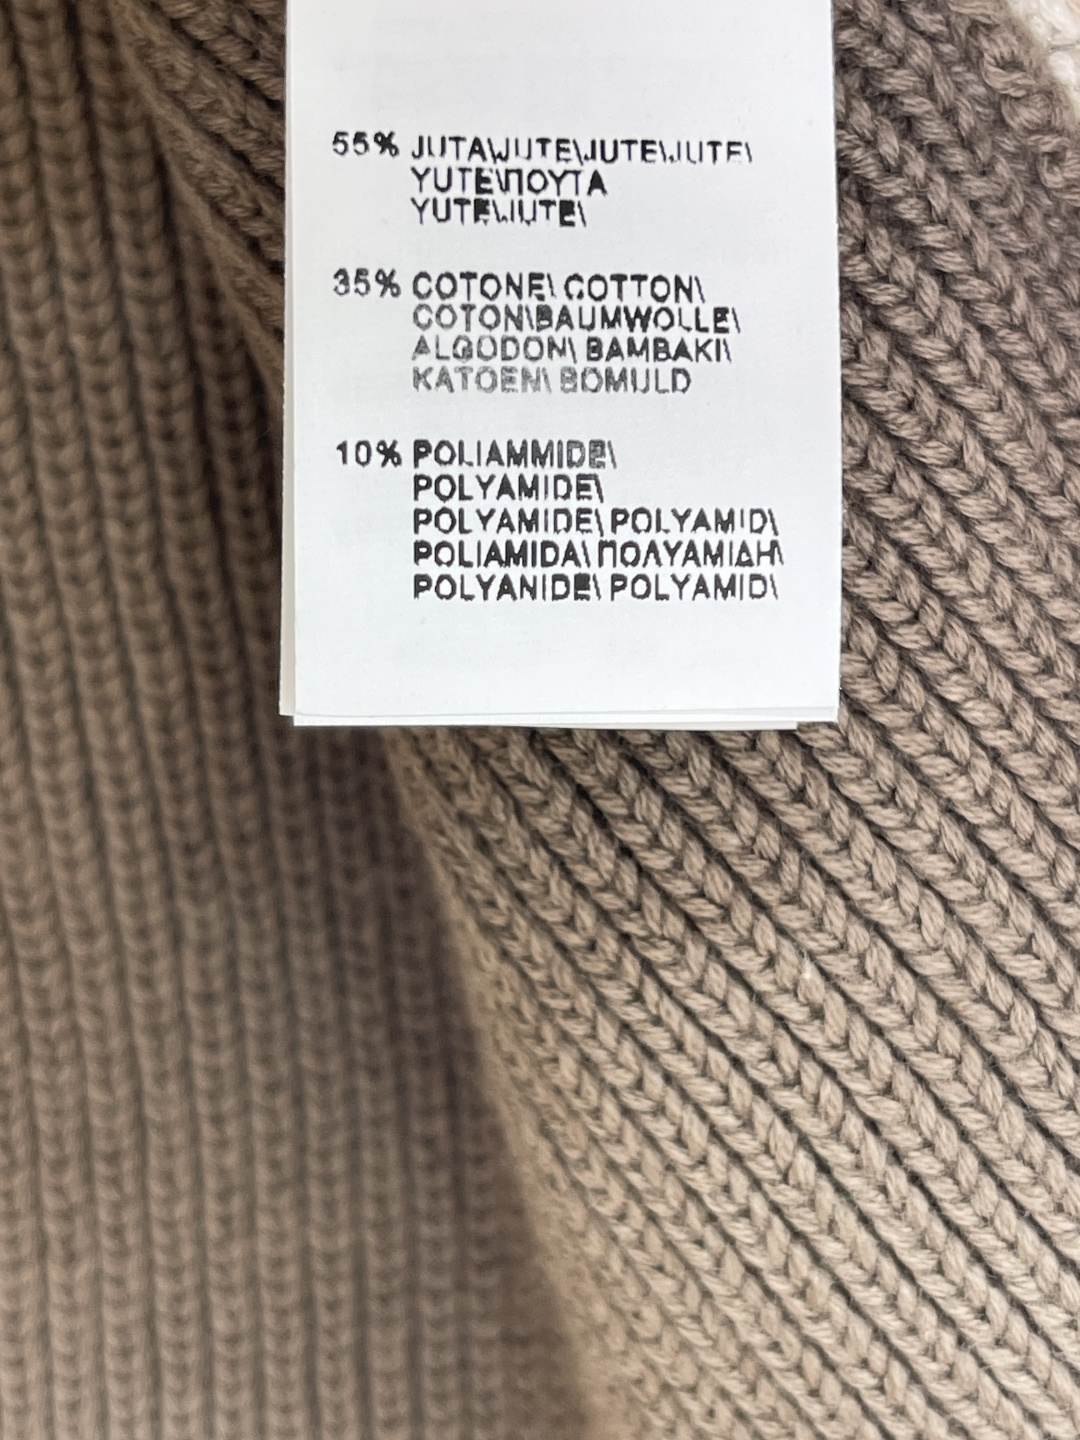 55% JUTA\JUTE\JUTE\JUTE\
YUTE\ΠΟΥΤΑ
YUTE\JUTE\
35% COTONE\ COTTON\
COTON\BAUMWOLLE\
ALGODON\ BAMBAKI\
KATOEN\ BOMULD
10% POLIAMMIDE\
POLYAMIDE\
POLYAMIDE\ POLYAMID\
POLIAMIDA\ ΠΟΛΥΑΜΙΔΗ\
POLYANIDE\ POLYAMID\